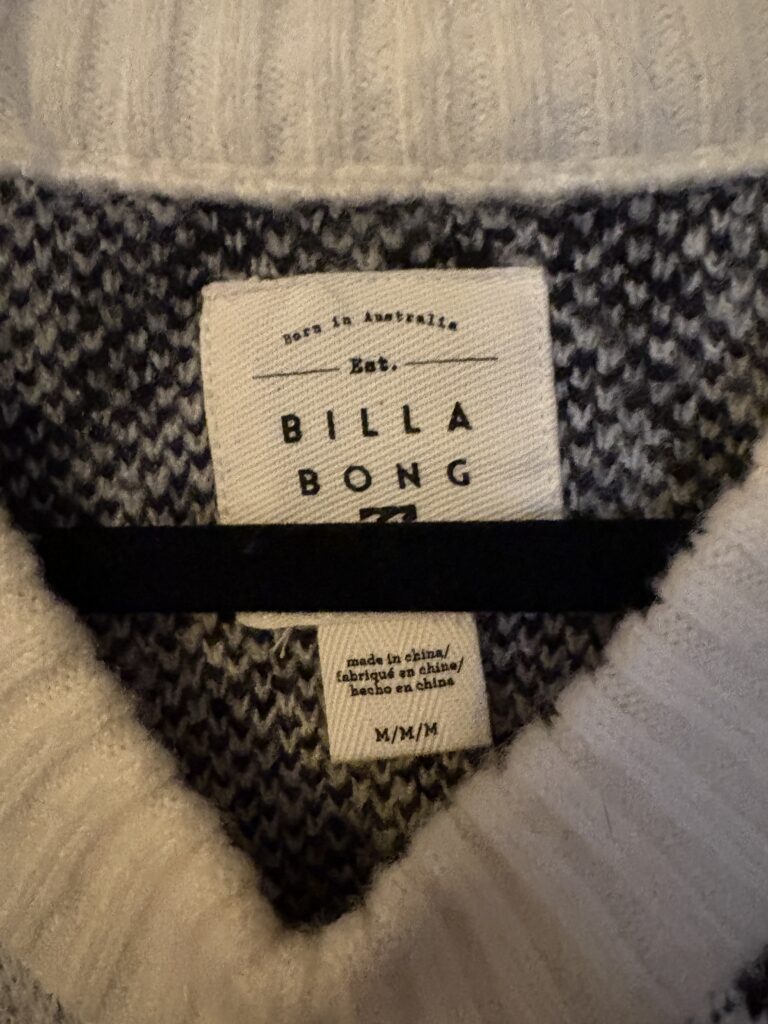 Born in Australia
Est.
BILLA
BONG
made in china/
fabriqué en chine/
hecho en china
M/M/M